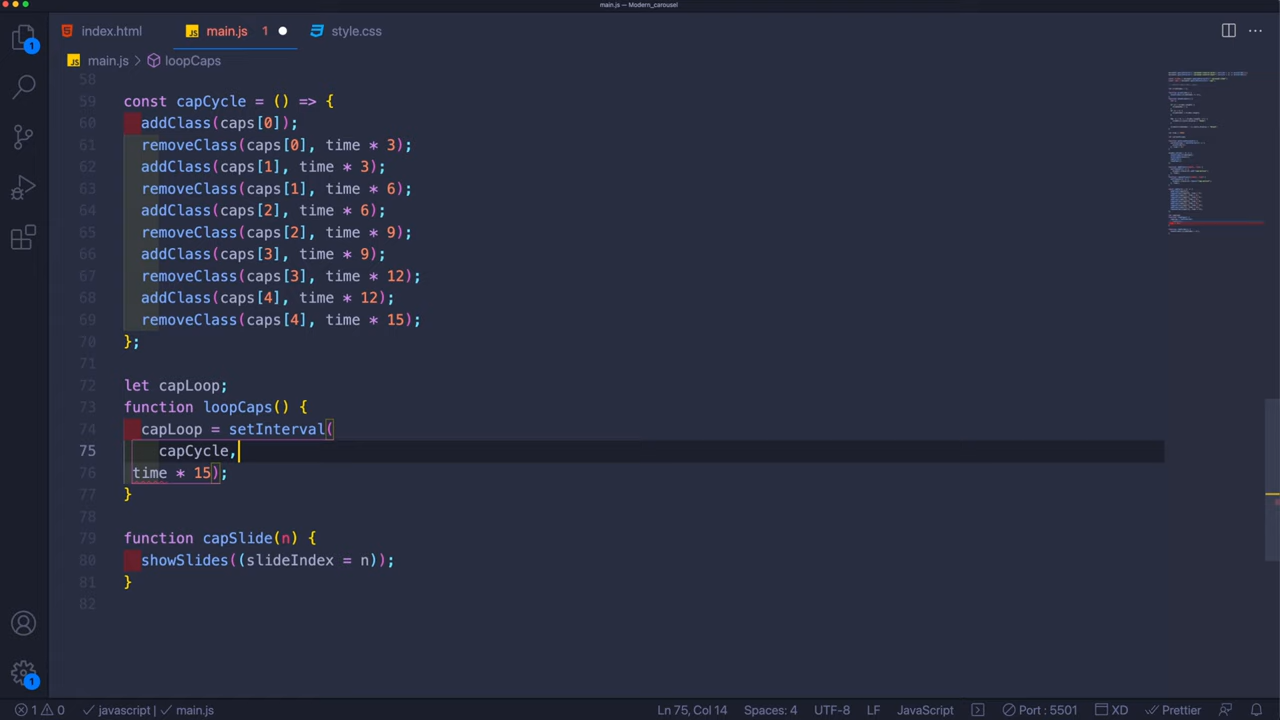 main.js — Modern_carousel
index.html
JS main.js 1
style.css
JS main.js > loopCaps
58
59 const capCycle = () => {
60 addClass(caps[0]);
61 removeClass(caps[0], time * 3);
62 addClass(caps[1], time * 3);
63 removeClass(caps[1], time * 6);
64 addClass(caps[2], time * 6);
65 removeClass(caps[2], time * 9);
66 addClass(caps[3], time * 9);
67 removeClass(caps[3], time * 12);
68 addClass(caps[4], time * 12);
69 removeClass(caps[4], time * 15);
70 };
71
72 let capLoop;
73 function loopCaps() {
74 capLoop = setInterval(
75 capCycle,
76 time * 15);
77 }
78
79 function capSlide(n) {
80 showSlides((slideIndex = n));
81 }
82
1
1
1 0 javascript | main.js Ln 75, Col 14 Spaces: 4 UTF-8 LF JavaScript Port : 5501 XD Prettier